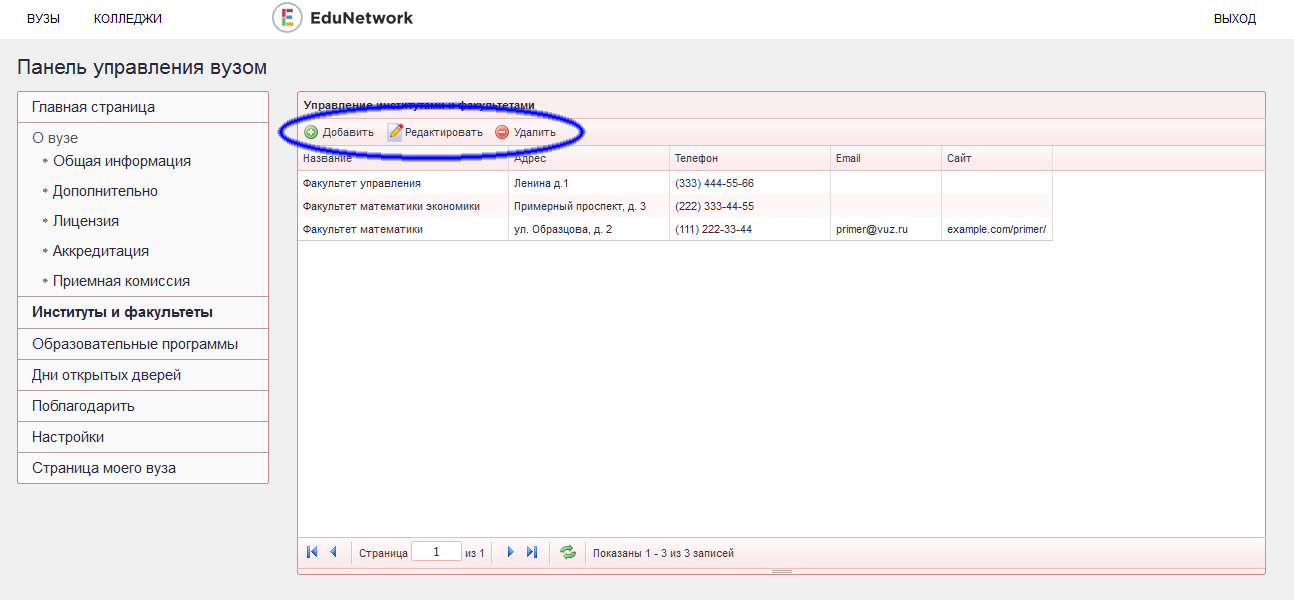 ВУЗЫ КОЛЛЕДЖИ EduNetwork ВЫХОД
Панель управления вузом
Главная страница
О вузе
Общая информация
Дополнительно
Лицензия
Аккредитация
Приемная комиссия
Институты и факультеты
Образовательные программы
Дни открытых дверей
Поблагодарить
Настройки
Страница моего вуза
Управление институтами и факультетами
Добавить Редактировать Удалить
Название Адрес Телефон Email Сайт
Факультет управления Ленина д.1 (333) 444-55-66
Факультет математики экономики Примерный проспект, д. 3 (222) 333-44-55
Факультет математики ул. Образцова, д. 2 (111) 222-33-44 primer@vuz.ru example.com/primer/
Страница 1 из 1 Показаны 1 - 3 из 3 записей